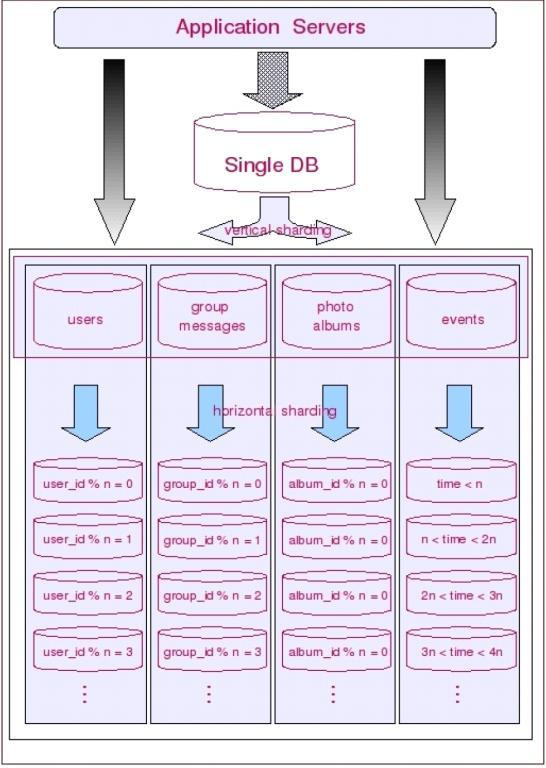 Application Servers
Single DB
vertical sharding
users
group
messages
photo
albums
events
horizontal sharding
user_id % n = 0
group_id % n = 0
album_id % n = 0
time < n
user_id % n = 1
group_id % n = 1
album_id % n = 0
n < time < 2n
user_id % n = 2
group_id % n = 2
album_id % n = 0
2n < time < 3n
user_id % n = 3
group_id % n = 3
album_id % n = 0
3n < time < 4n